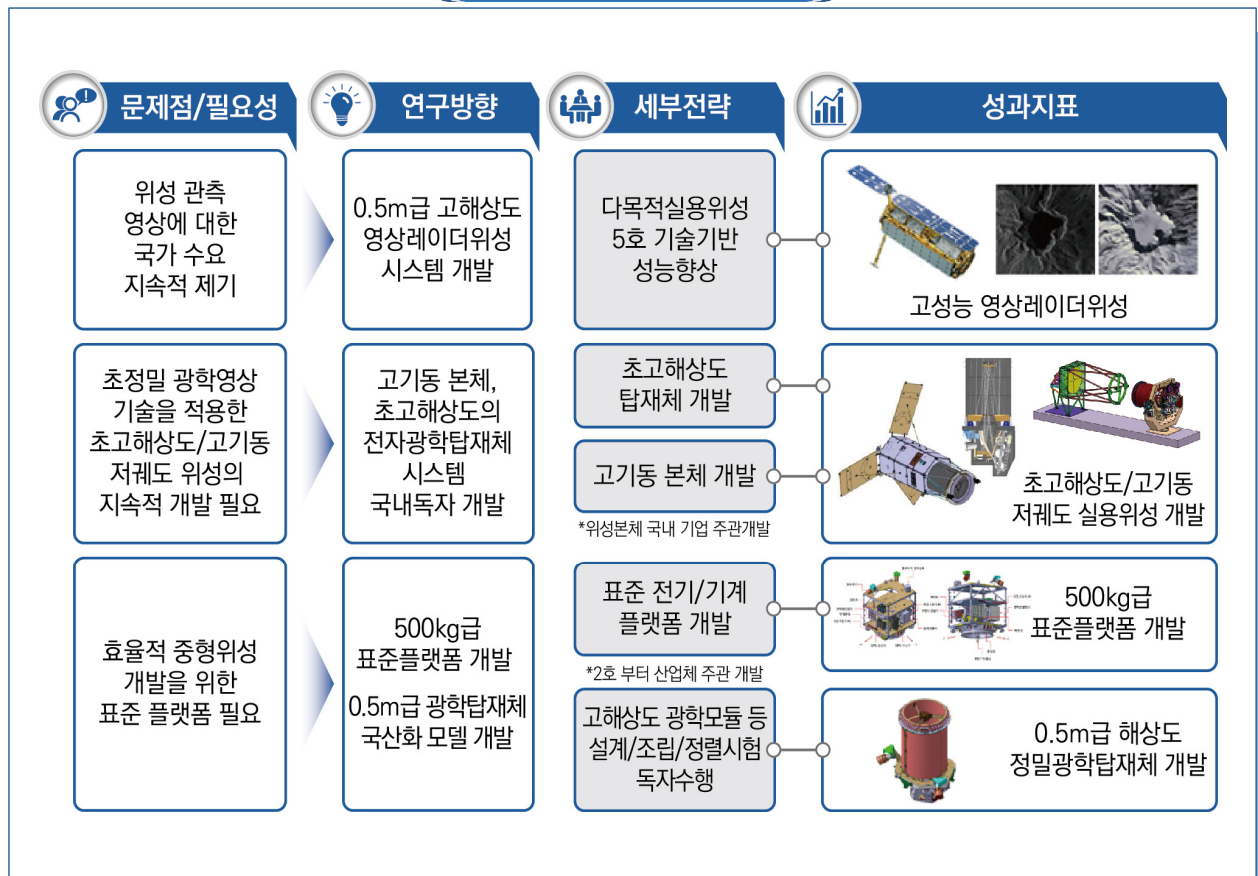 문제점/필요성
연구방향
세부전략
성과지표
위성 관측
영상에 대한
국가 수요
지속적 제기
0.5m급 고해상도
영상레이더위성
시스템 개발
다목적실용위성
5호 기술기반
성능향상
고성능 영상레이더위성
초정밀 광학영상
기술을 적용한
초고해상도/고기동
저궤도 위성의
지속적 개발 필요
고기동 본체,
초고해상도의
전자광학탑재체
시스템
국내독자 개발
초고해상도
탑재체 개발
고기동 본체 개발
*위성본체 국내 기업 주관개발
초고해상도/고기동
저궤도 실용위성 개발
효율적 중형위성
개발을 위한
표준 플랫폼 필요
500kg급
표준플랫폼 개발
0.5m급 광학탑재체
국산화 모델 개발
표준 전기/기계
플랫폼 개발
*2호 부터 산업체 주관 개발
고해상도 광학모듈 등
설계/조립/정렬시험
독자수행
500kg급
표준플랫폼 개발
0.5m급 해상도
정밀광학탑재체 개발